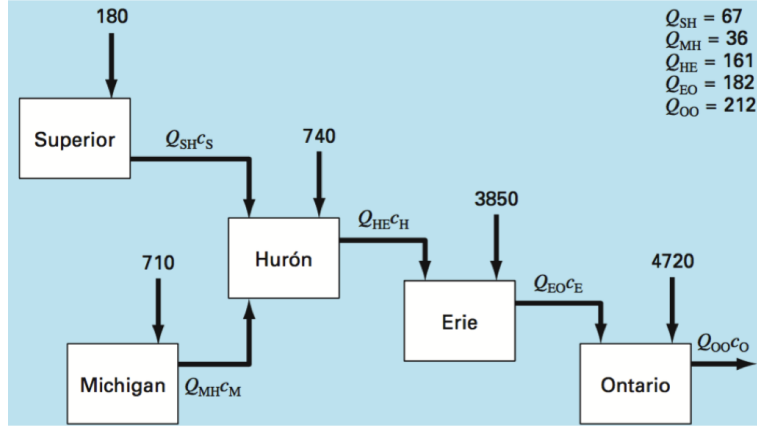 180
Q_SH = 67
Q_MH = 36
Q_HE = 161
Q_EO = 182
Q_OO = 212
Superior
Q_SHc_S
740
Q_HEc_H
3850
Hurón
710
Q_EOc_E
4720
Erie
Michigan
Q_MHc_M
Q_OOc_O
Ontario